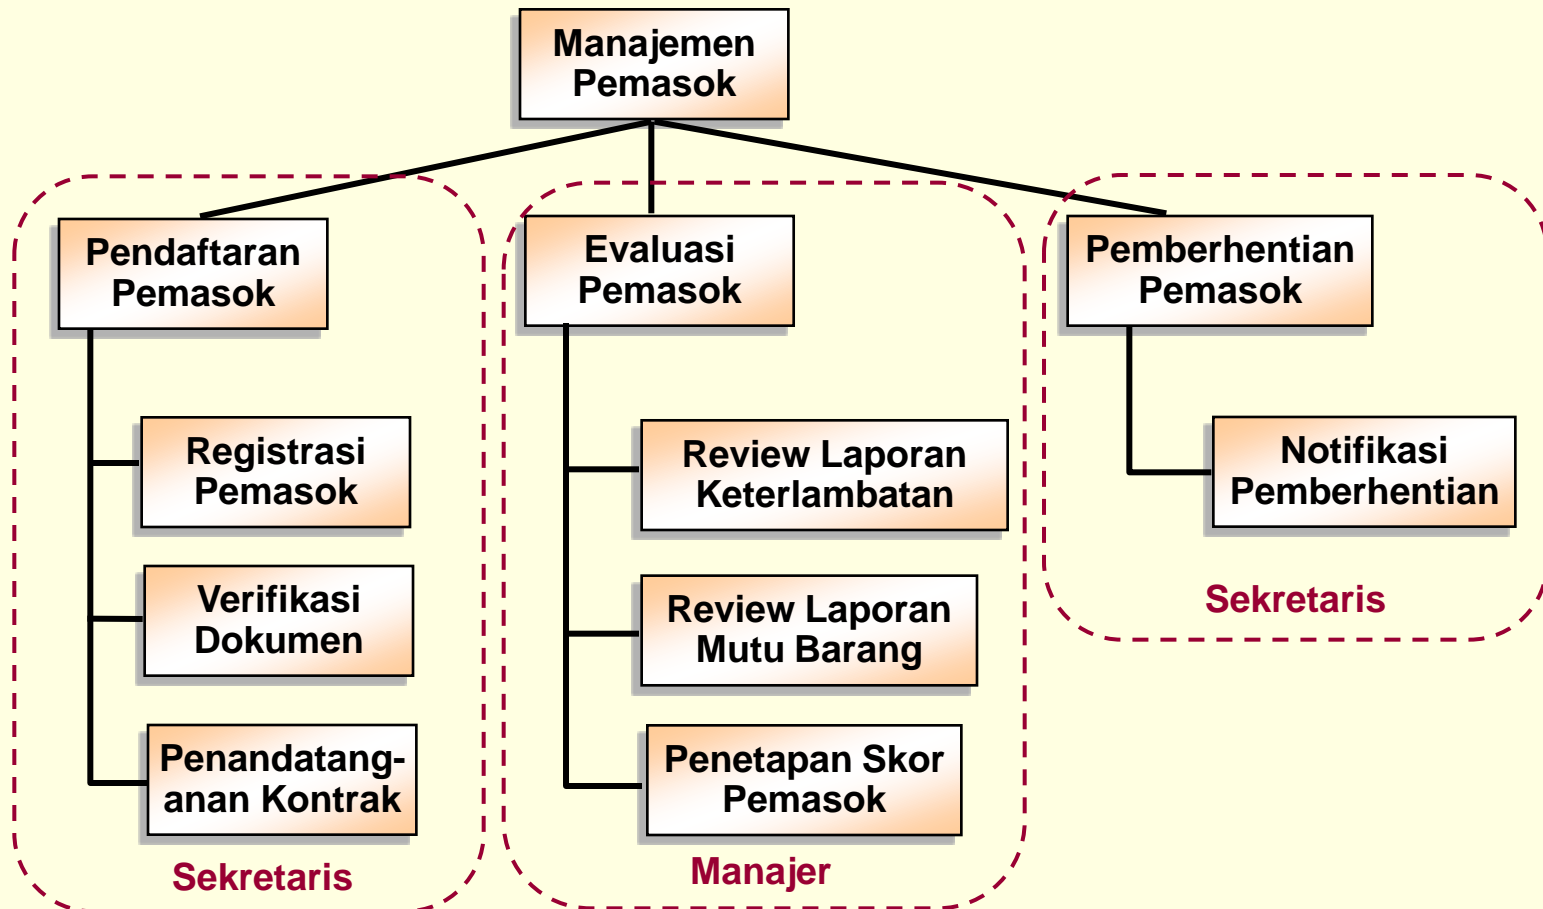 Manajemen
Pemasok
Pendaftaran
Pemasok
Registrasi
Pemasok
Verifikasi
Dokumen
Penandatang-
anan Kontrak
Sekretaris
Evaluasi
Pemasok
Review Laporan
Keterlambatan
Review Laporan
Mutu Barang
Penetapan Skor
Pemasok
Manajer
Pemberhentian
Pemasok
Notifikasi
Pemberhentian
Sekretaris